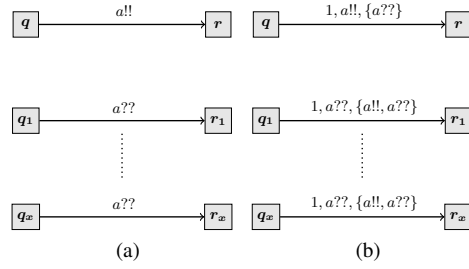 q a!! r q 1, a!!, {a??} r
q₁ a?? r₁ q₁ 1, a??, {a!!, a??} r₁
qₓ a?? rₓ qₓ 1, a??, {a!!, a??} rₓ
(a) (b)